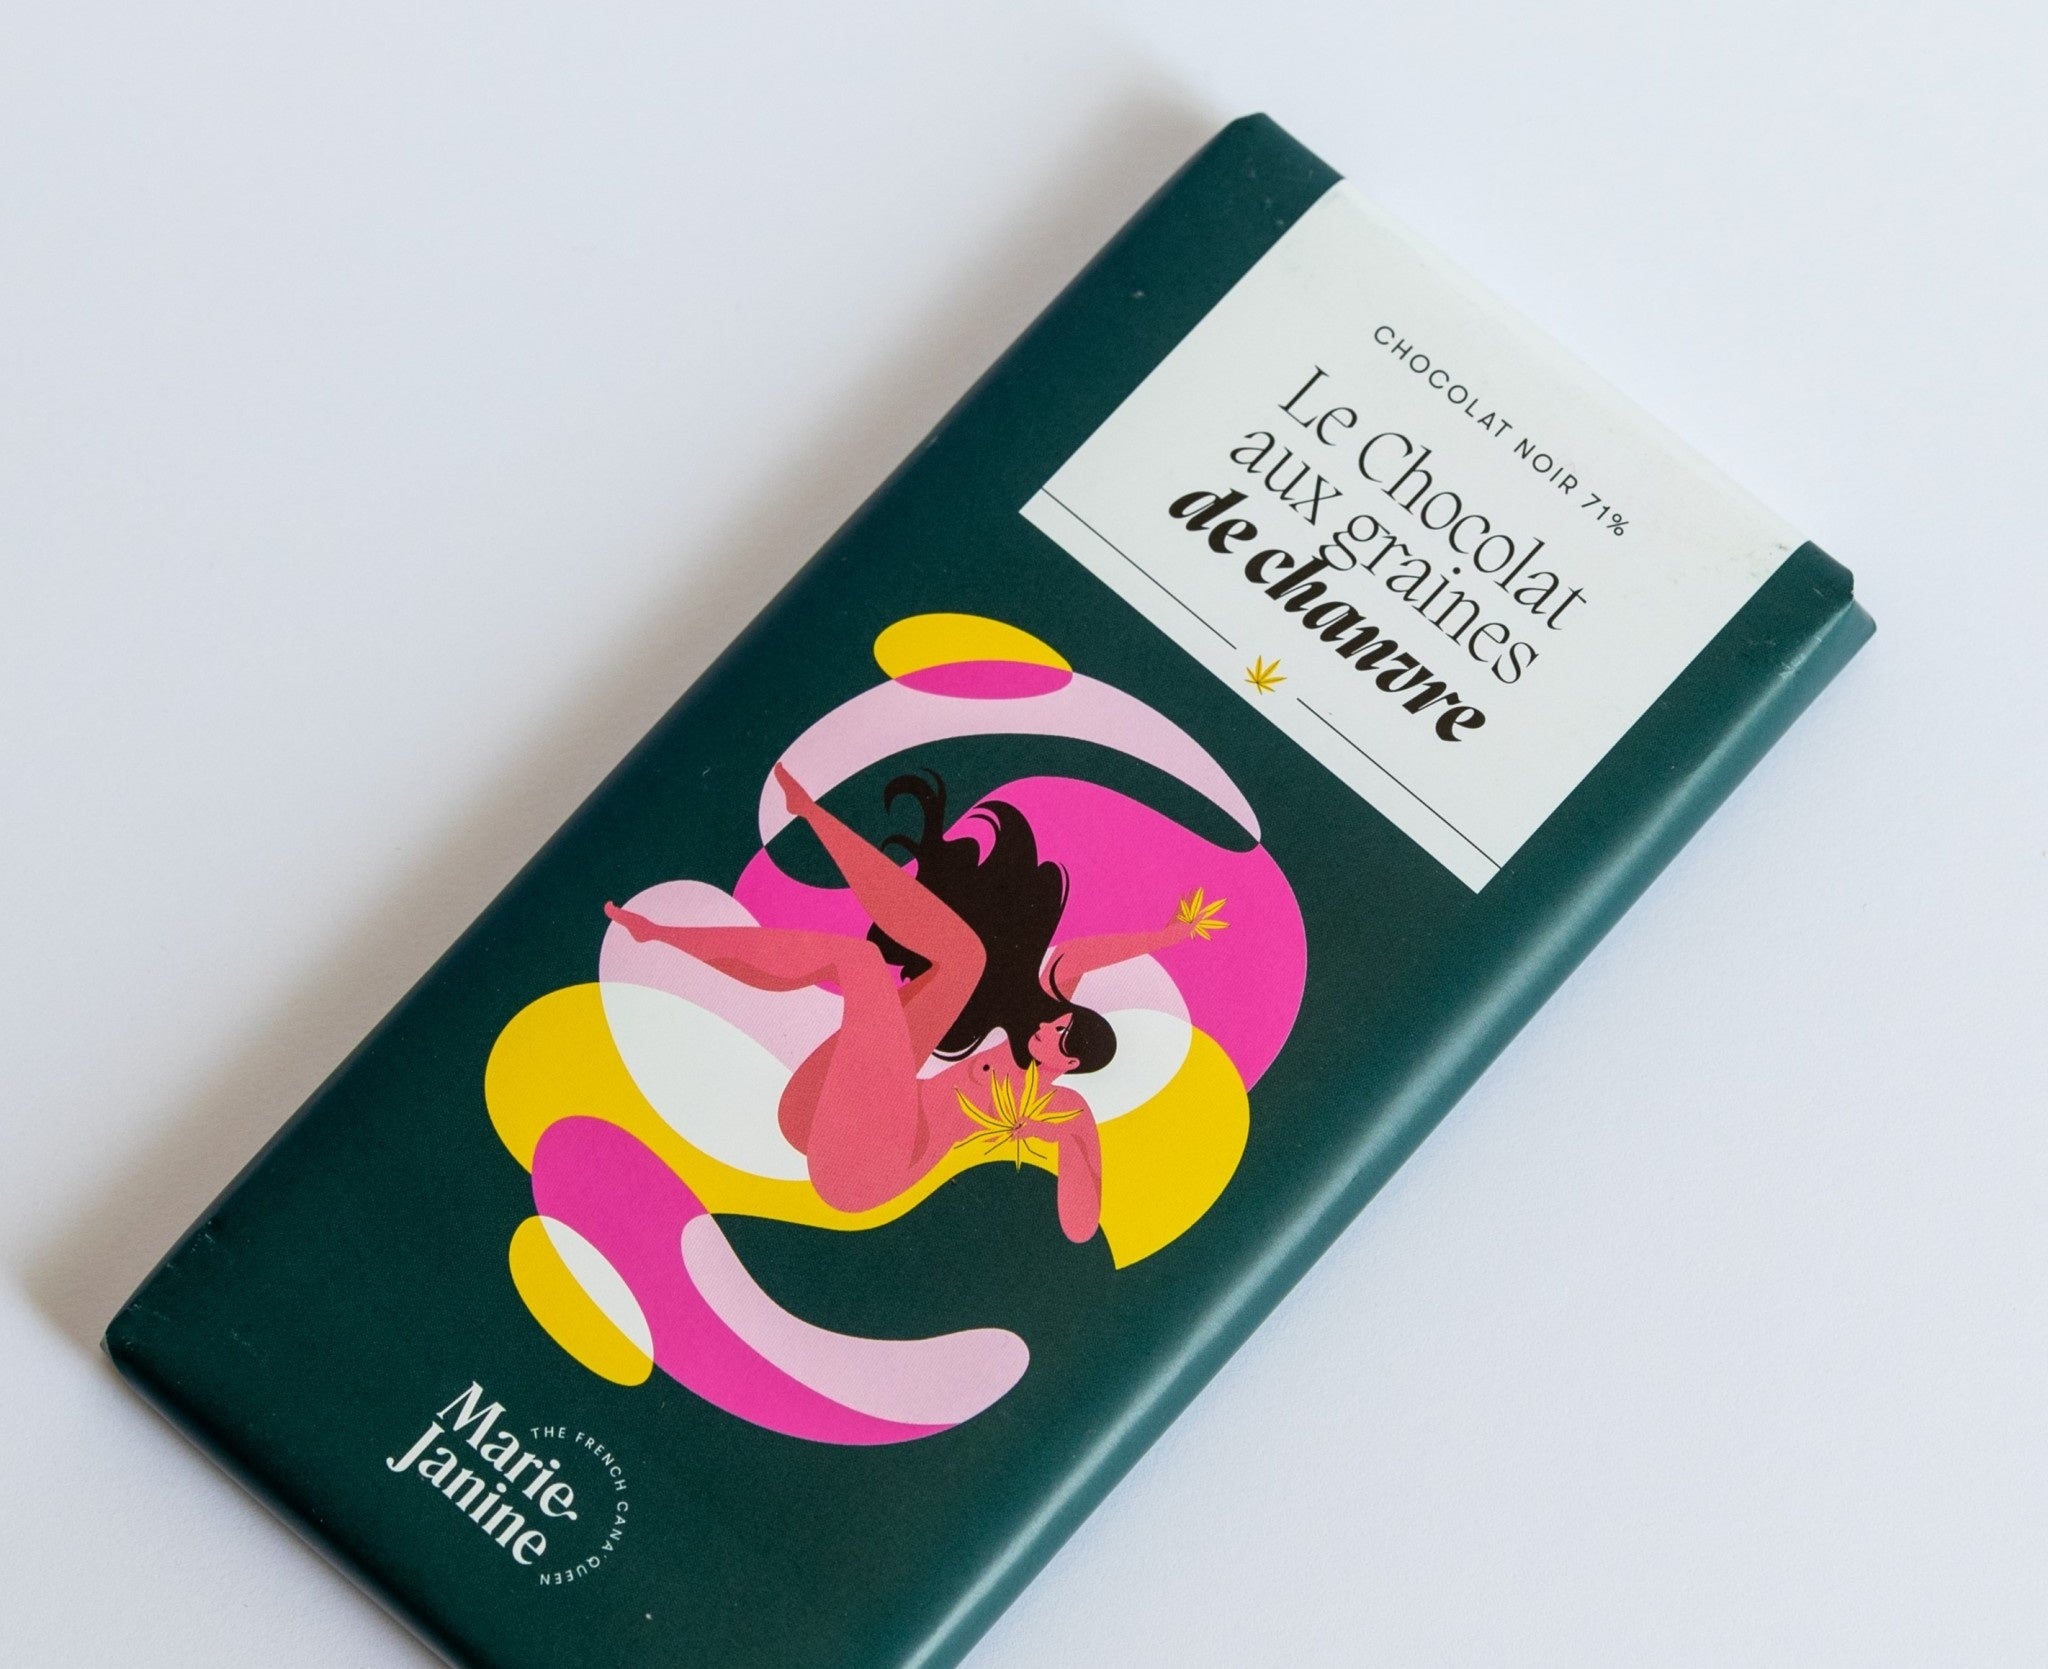 CHOCOLAT NOIR 71%
Le Chocolat
aux graines
de chanvre
Marie-
Janine
THE FRENCH CANA'QUEEN